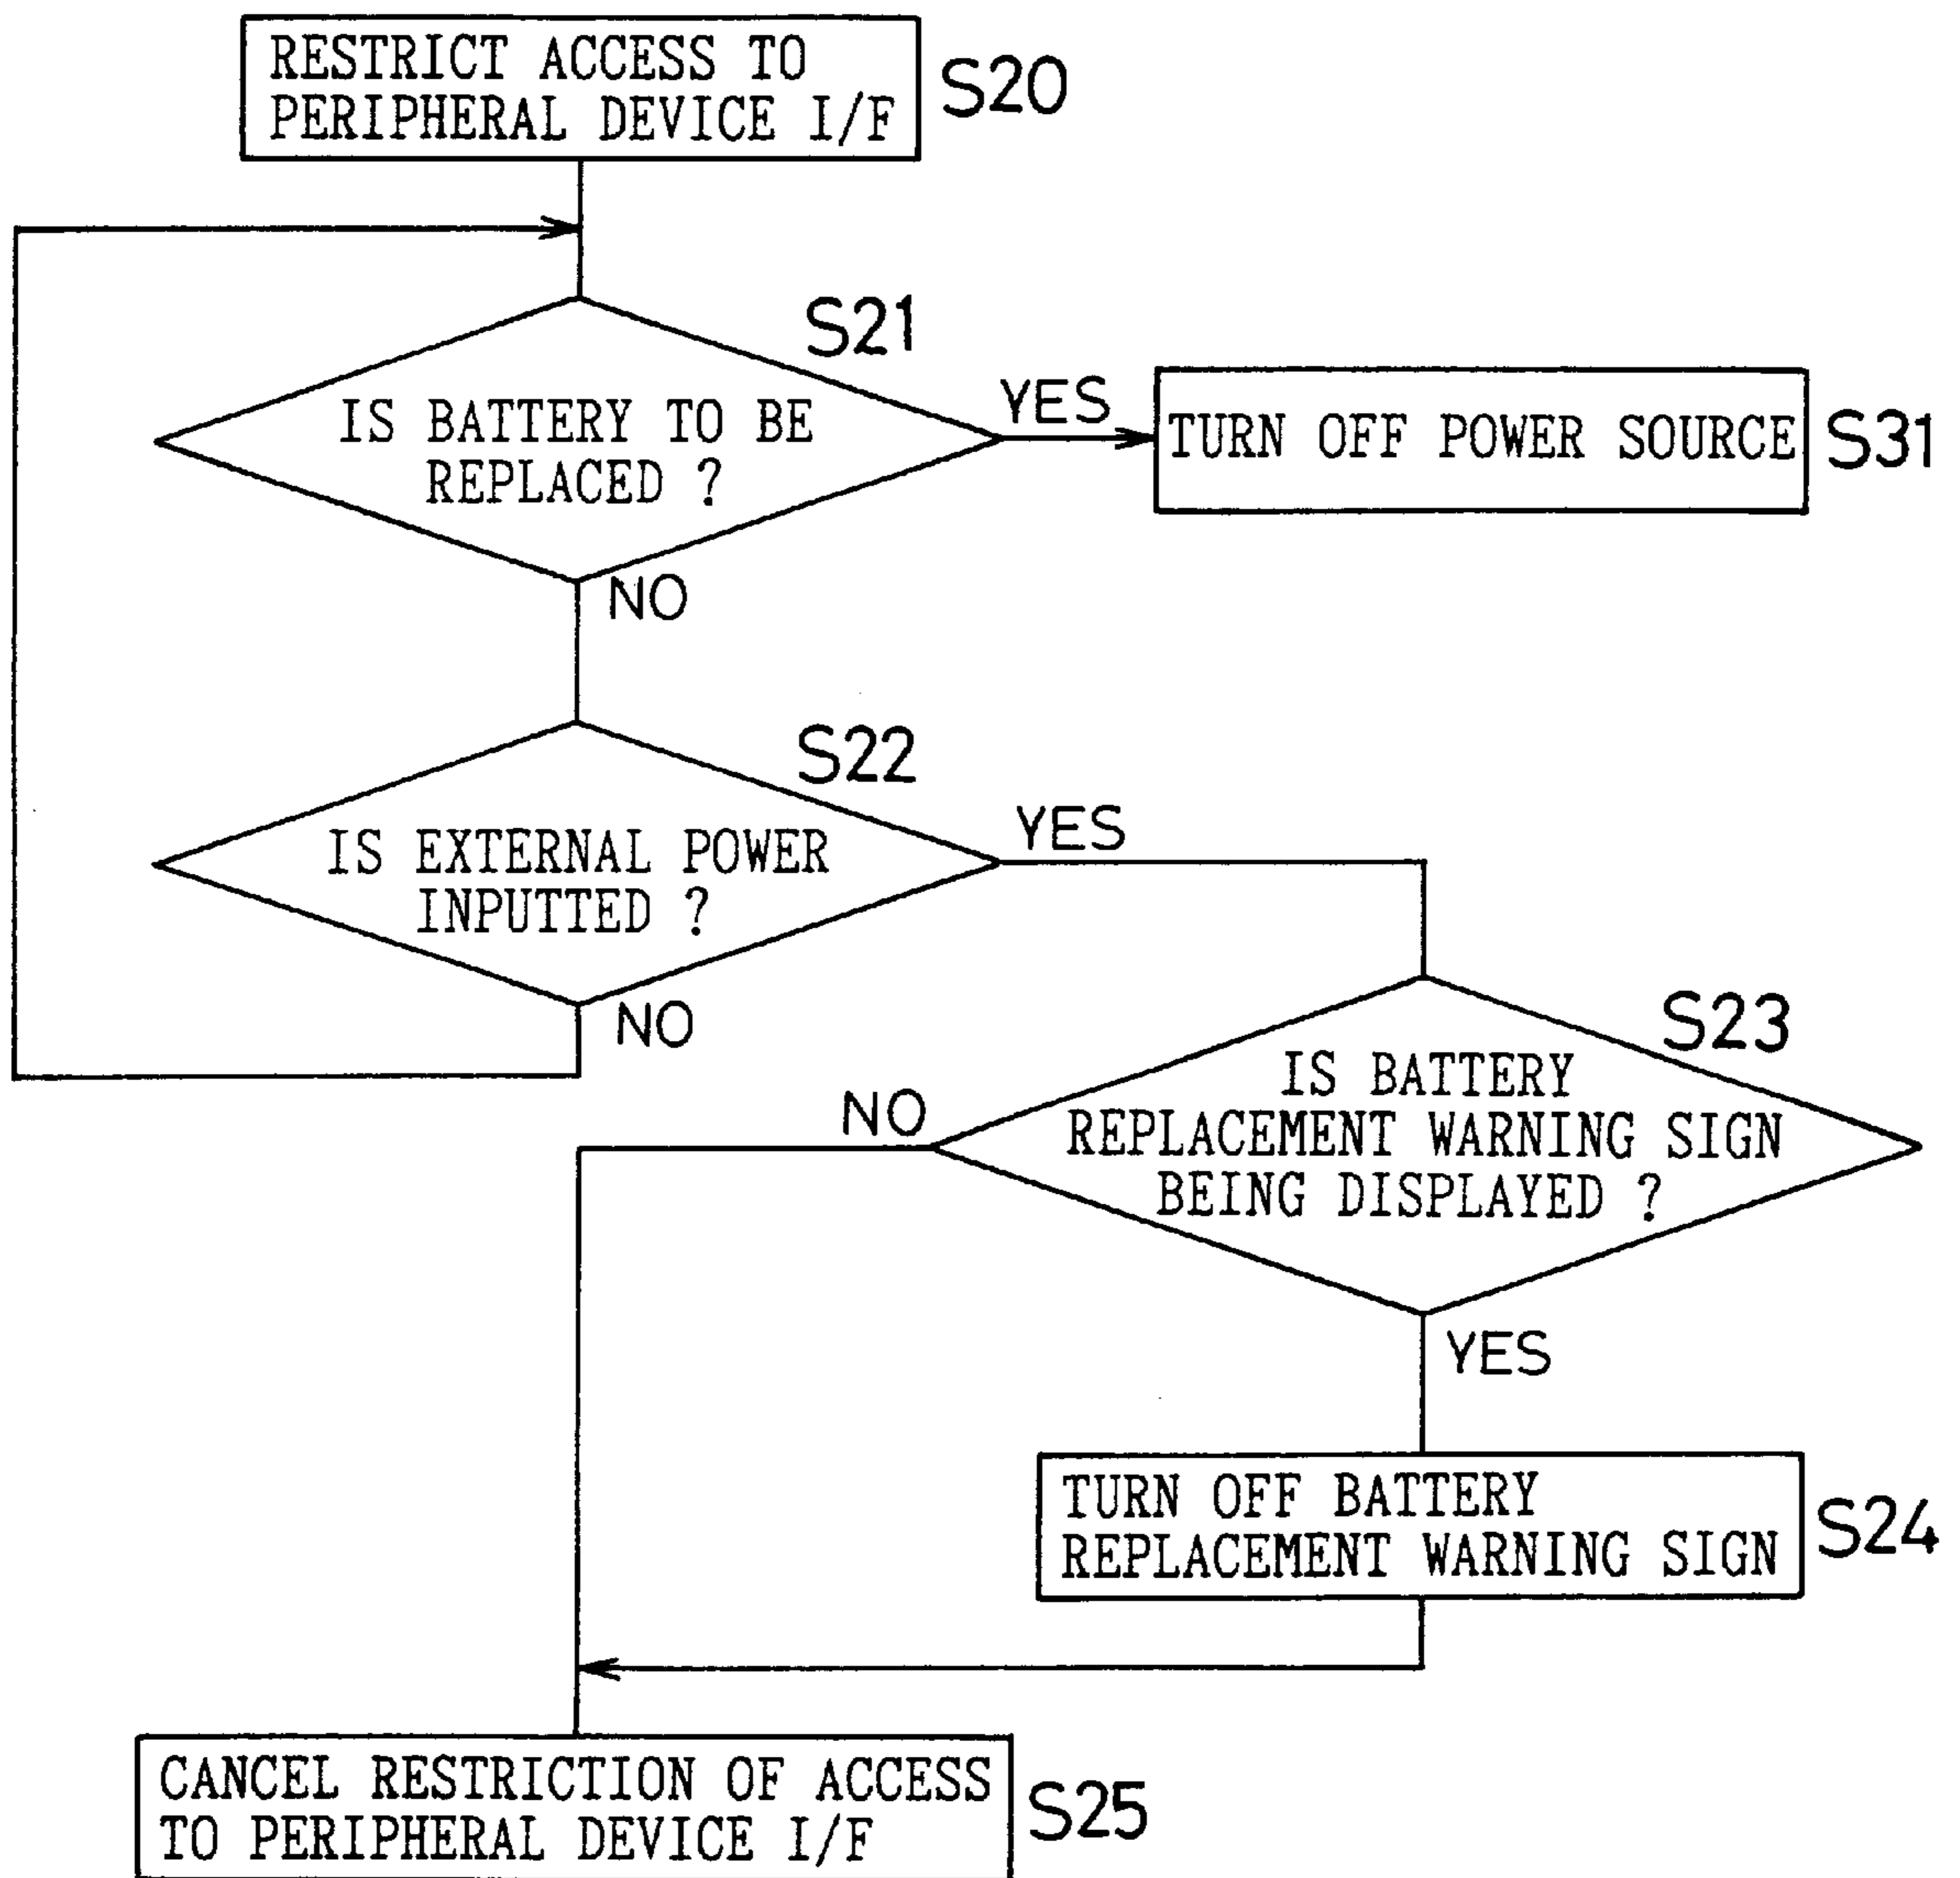 RESTRICT ACCESS TO
PERIPHERAL DEVICE I/F
S20
S21
IS BATTERY TO BE
REPLACED ?
YES
TURN OFF POWER SOURCE
S31
NO
S22
IS EXTERNAL POWER
INPUTTED ?
YES
NO
S23
IS BATTERY
REPLACEMENT WARNING SIGN
BEING DISPLAYED ?
NO
YES
TURN OFF BATTERY
REPLACEMENT WARNING SIGN
S24
CANCEL RESTRICTION OF ACCESS
TO PERIPHERAL DEVICE I/F
S25